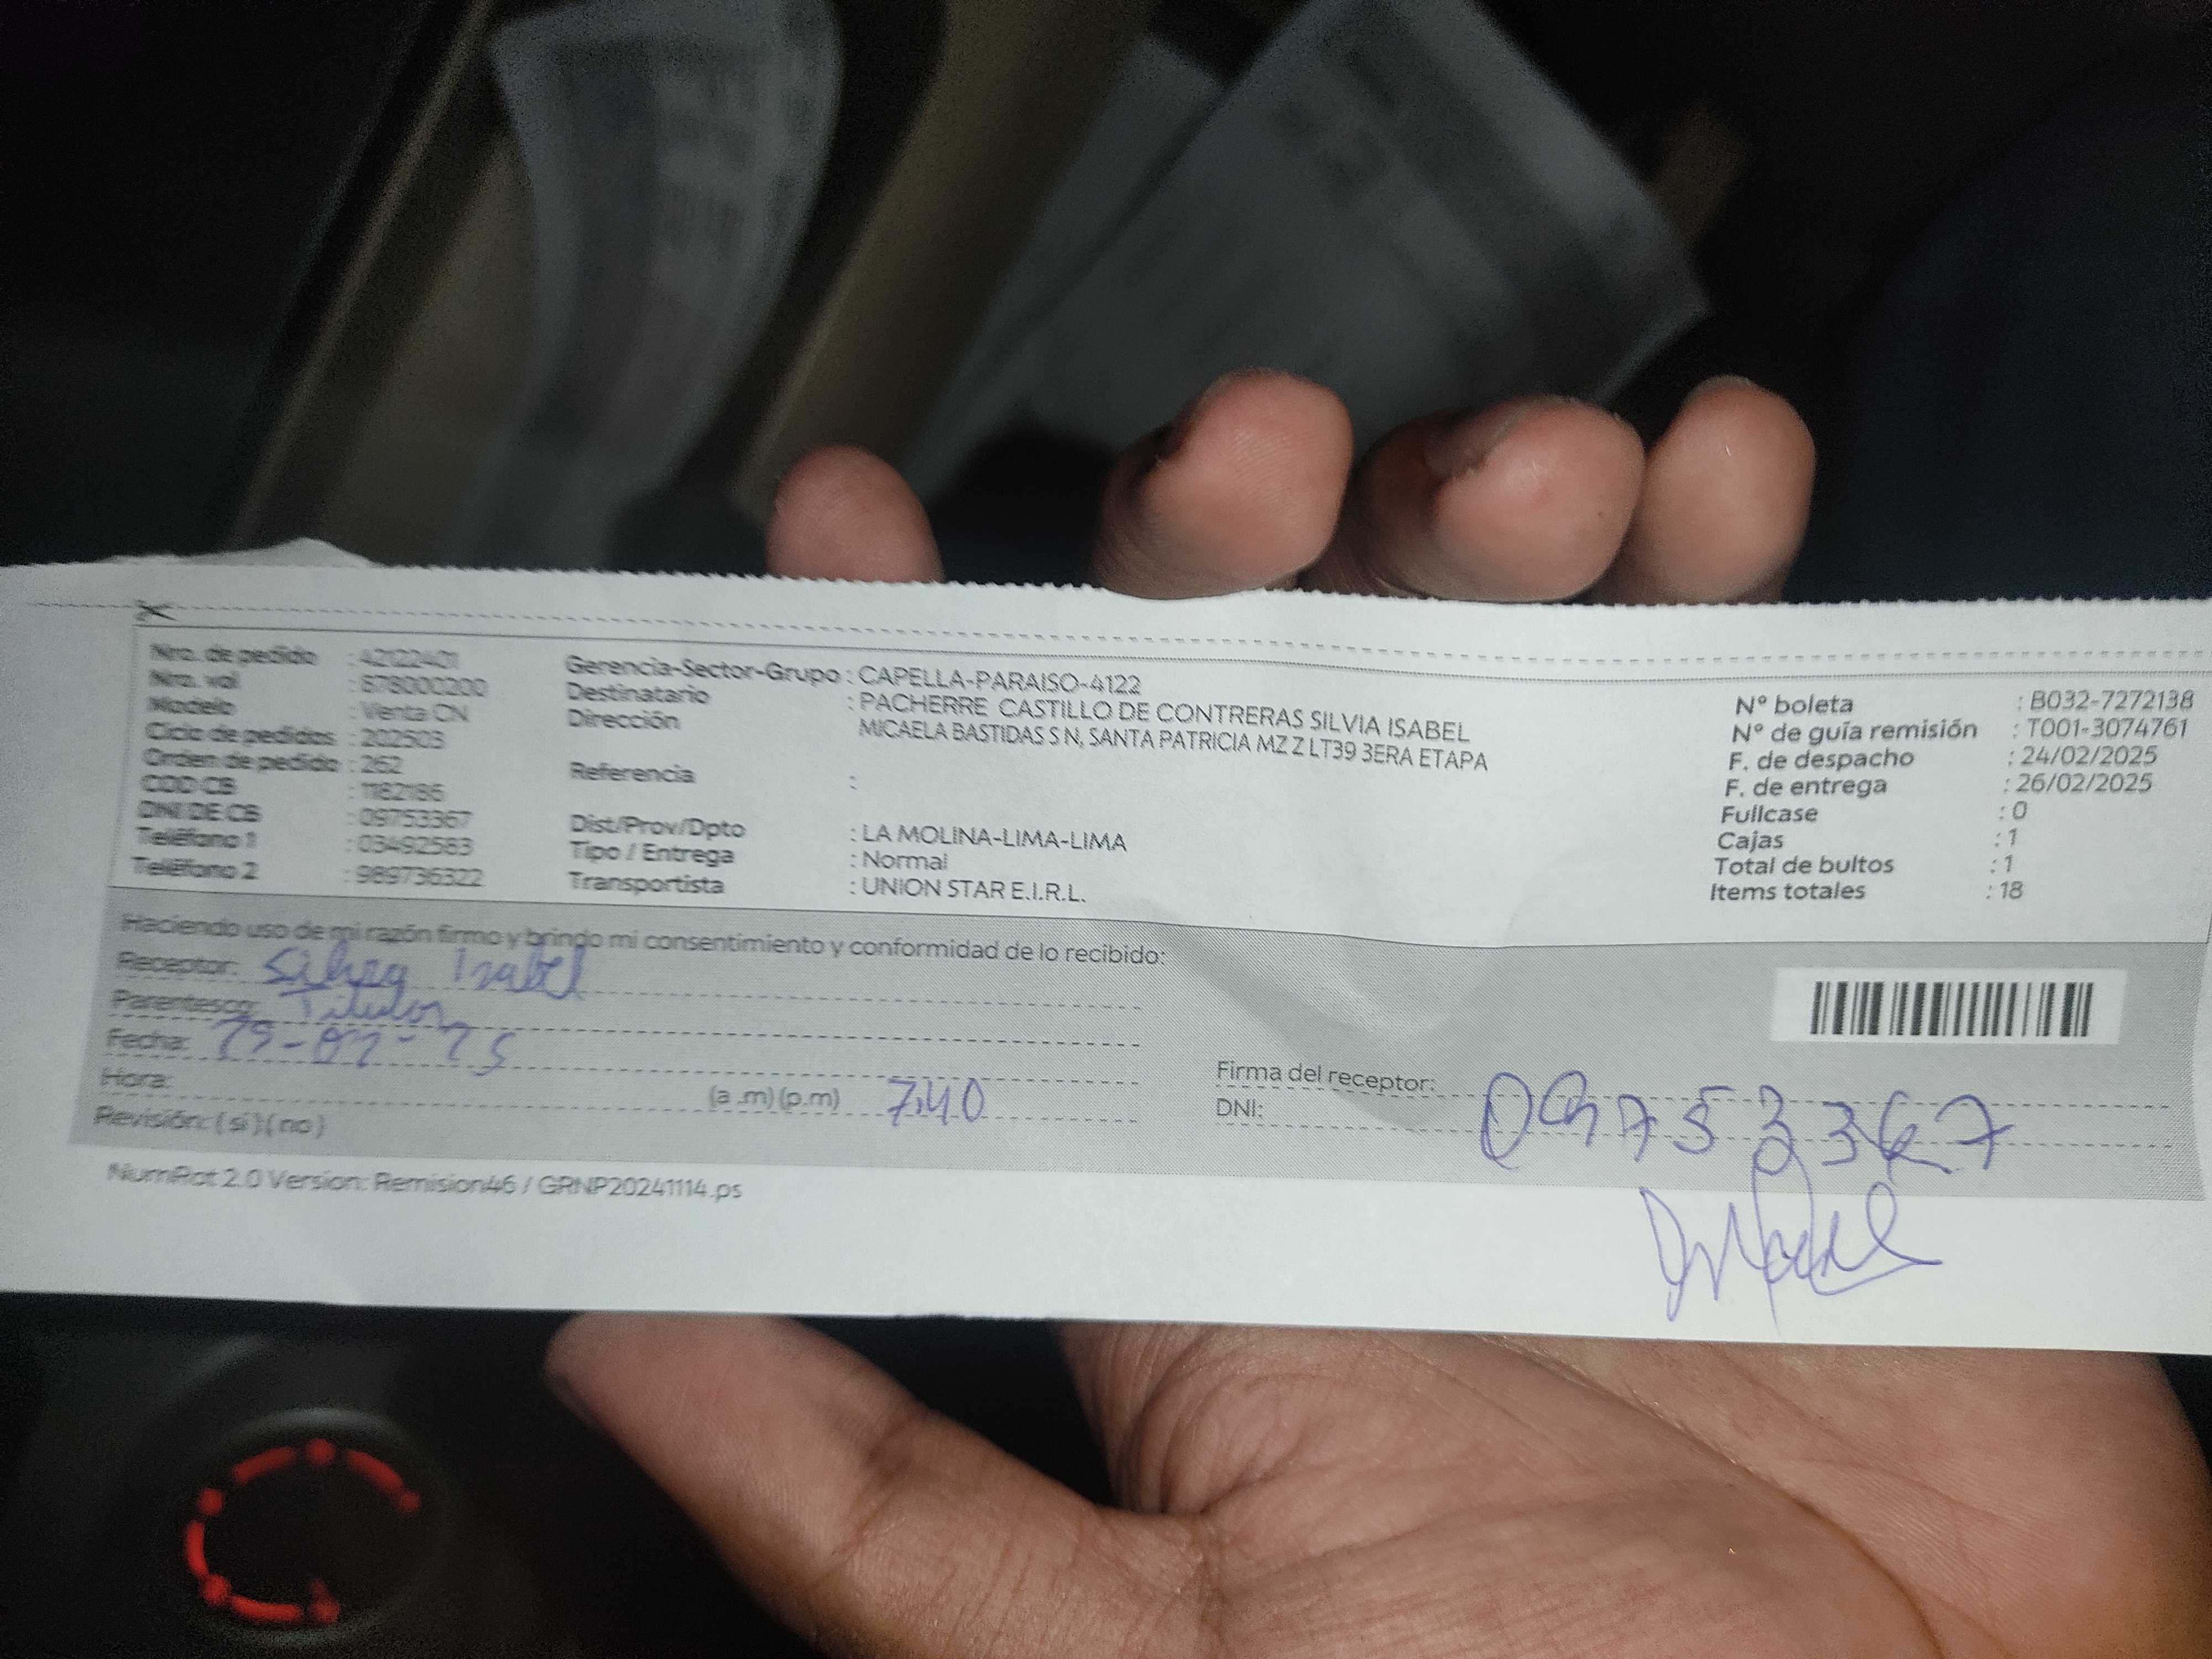 Nro. de pedido : 42122401
Nro. val : 878000200
Modelo : Venta CN
Ciclo de pedidos : 202503
Orden de pedido : 262
COD CB : 1182186
DNI DE CB : 09753367
Teléfono 1 : 03492583
Teléfono 2 : 989736322
Gerencia-Sector-Grupo : CAPELLA-PARAISO-4122
Destinatario : PACHERRE CASTILLO DE CONTRERAS SILVIA ISABEL
Dirección MICAELA BASTIDAS S N, SANTA PATRICIA MZ Z LT39 3ERA ETAPA
Referencia :
Dist/Prov/Dpto : LA MOLINA-LIMA-LIMA
Tipo / Entrega : Normal
Transportista : UNION STAR E.I.R.L.
N° boleta : B032-7272138
N° de guía remisión : T001-3074761
F. de despacho : 24/02/2025
F. de entrega : 26/02/2025
Fullcase : 0
Cajas : 1
Total de bultos : 1
Items totales : 18
Haciendo uso de mi razón firmo y brindo mi consentimiento y conformidad de lo recibido:
Receptor: Silvia Isabel
Parentesco: Titular
Fecha:
Hora: (a .m) (p.m) 7:40
Revisión: ( si ) ( no )
Firma del receptor:
DNI: 09753367
NumRot 2.0 Version: Remision46 / GRNP20241114.ps